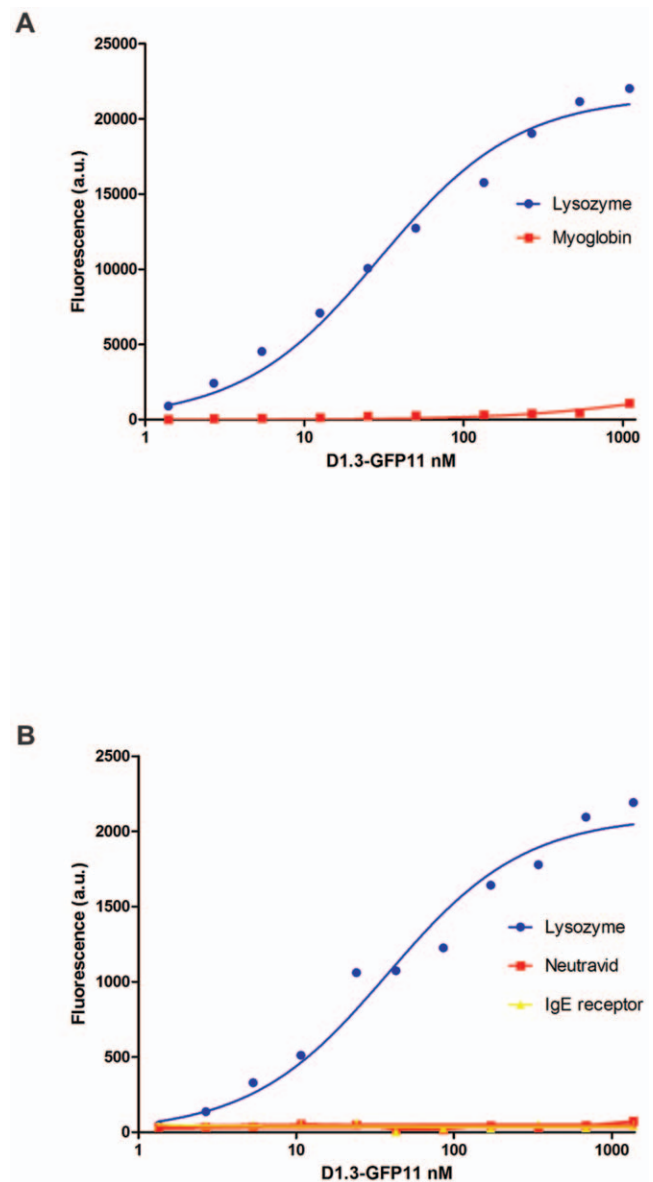 A
25000
20000
15000
10000
5000
0
Fluorescence (a.u.)
Lysozyme
Myoglobin
1 10 100 1000
D1.3-GFP11 nM
B
2500
2000
1500
1000
500
0
Fluorescence (a.u.)
Lysozyme
Neutravid
IgE receptor
1 10 100 1000
D1.3-GFP11 nM